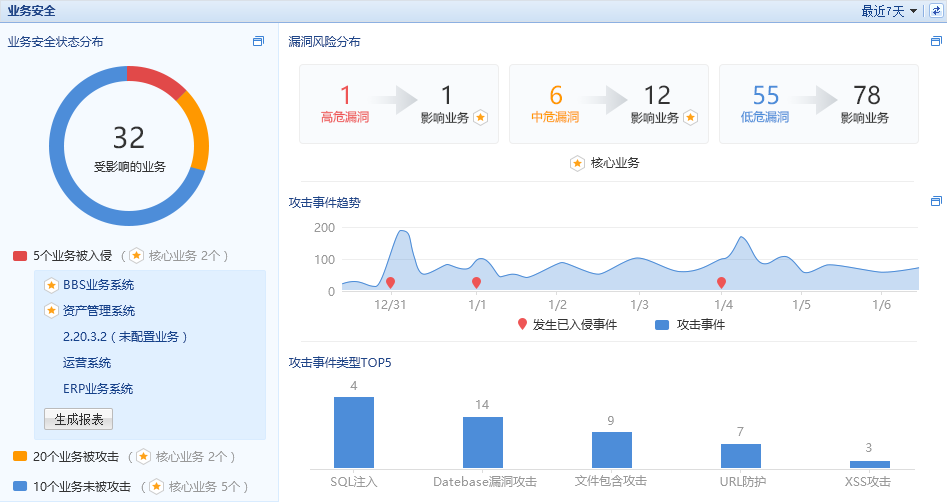 业务安全
最近7天
业务安全状态分布
32
受影响的业务
5个业务被入侵 ( 核心业务 2个 )
BBS业务系统
资产管理系统
2.20.3.2 ( 未配置业务 )
运营系统
ERP业务系统
生成报表
20个业务被攻击 ( 核心业务 2个 )
10个业务未被攻击 ( 核心业务 5个 )
漏洞风险分布
1 1
高危漏洞 影响业务
6 12
中危漏洞 影响业务
55 78
低危漏洞 影响业务
核心业务
攻击事件趋势
200
100
0
12/31 1/1 1/2 1/3 1/4 1/5 1/6
发生已入侵事件 攻击事件
攻击事件类型TOP5
4 14 9 7 3
SQL注入 Datebase漏洞攻击 文件包含攻击 URL防护 XSS攻击